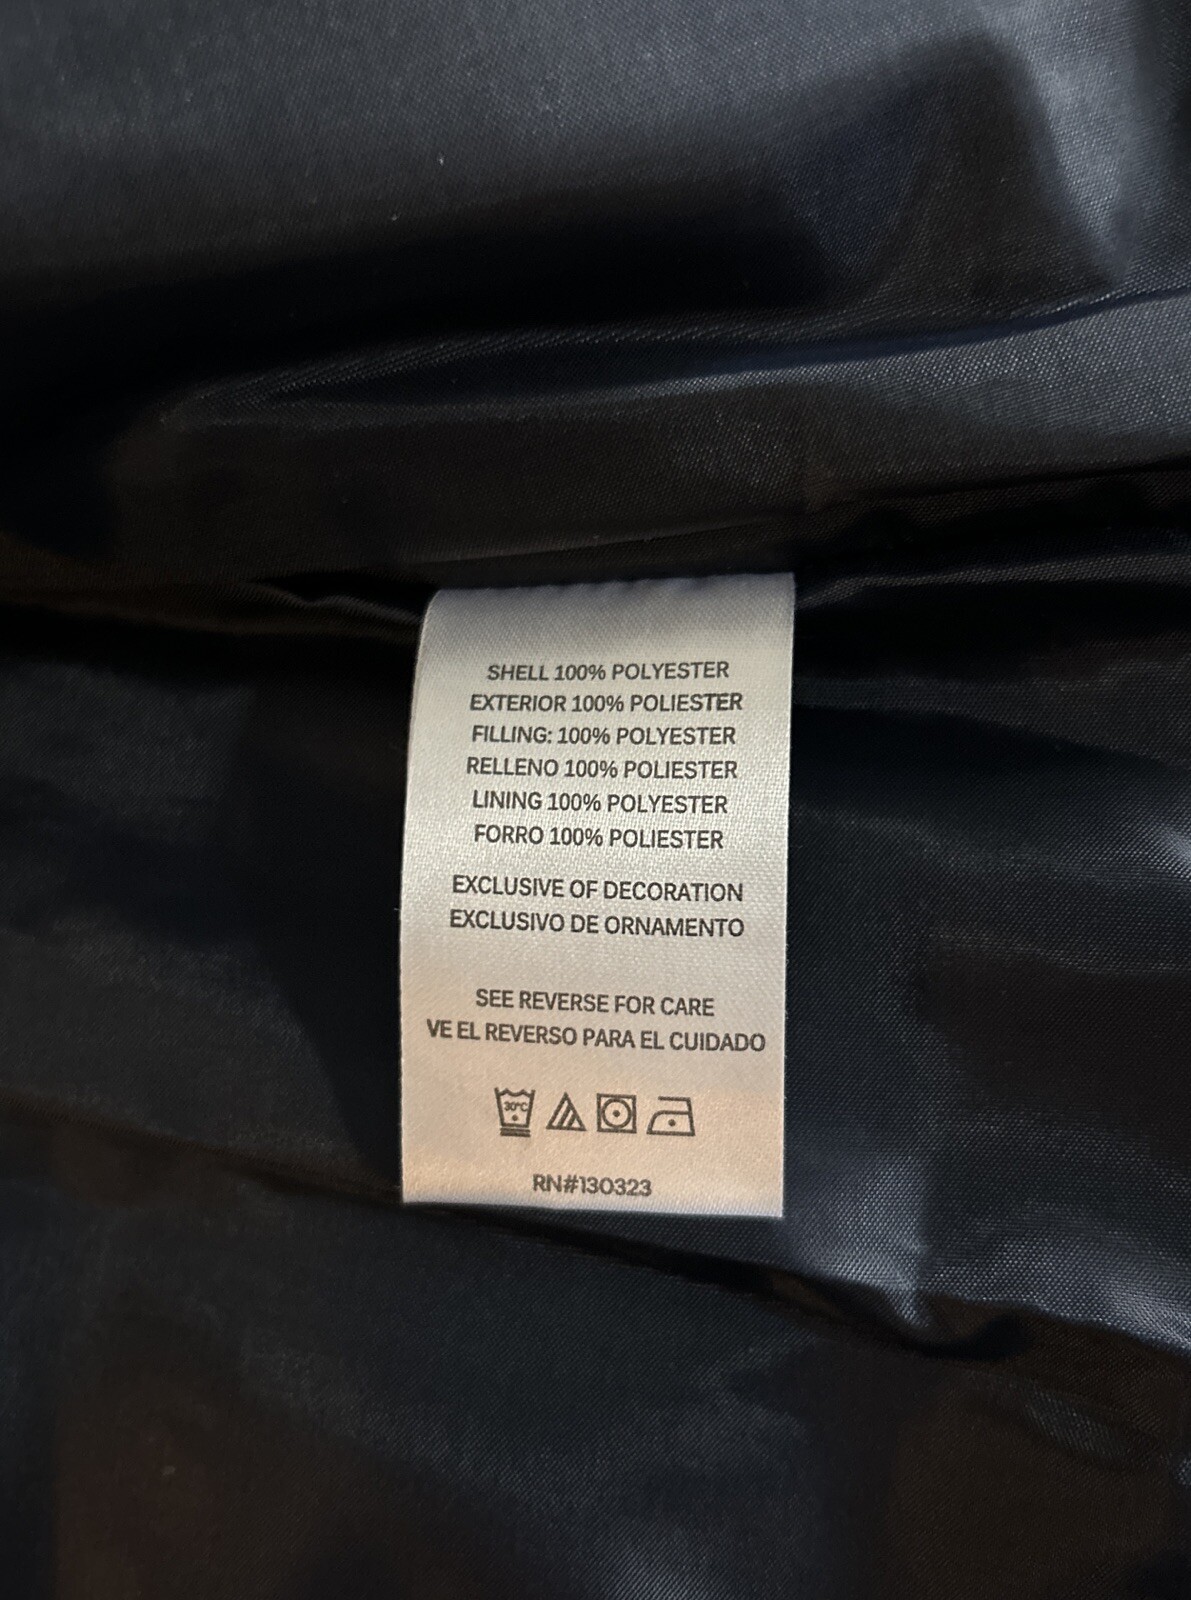 SHELL 100% POLYESTER
EXTERIOR 100% POLIESTER
FILLING: 100% POLYESTER
RELLENO 100% POLIESTER
LINING 100% POLYESTER
FORRO 100% POLIESTER
EXCLUSIVE OF DECORATION
EXCLUSIVO DE ORNAMENTO
SEE REVERSE FOR CARE
VE EL REVERSO PARA EL CUIDADO
30°C
RN#130323